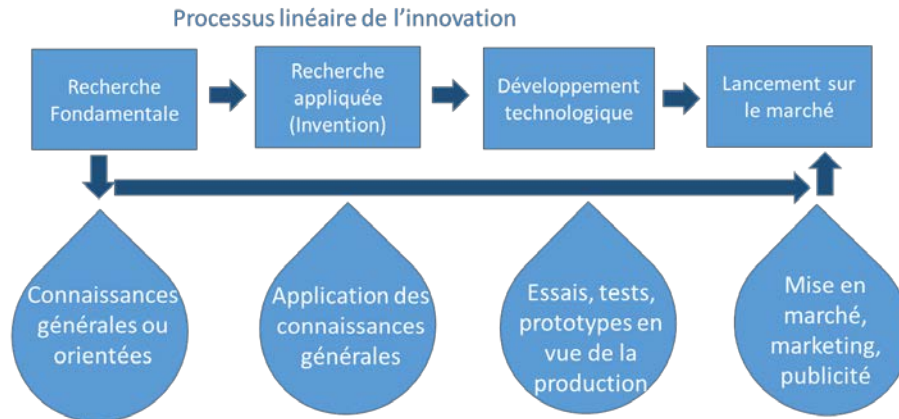 Processus linéaire de l'innovation
Recherche
Fondamentale
Recherche
appliquée
(Invention)
Développement
technologique
Lancement sur
le marché
Connaissances
générales ou
orientées
Application des
connaissances
générales
Essais, tests,
prototypes en
vue de la
production
Mise en
marché,
marketing,
publicité